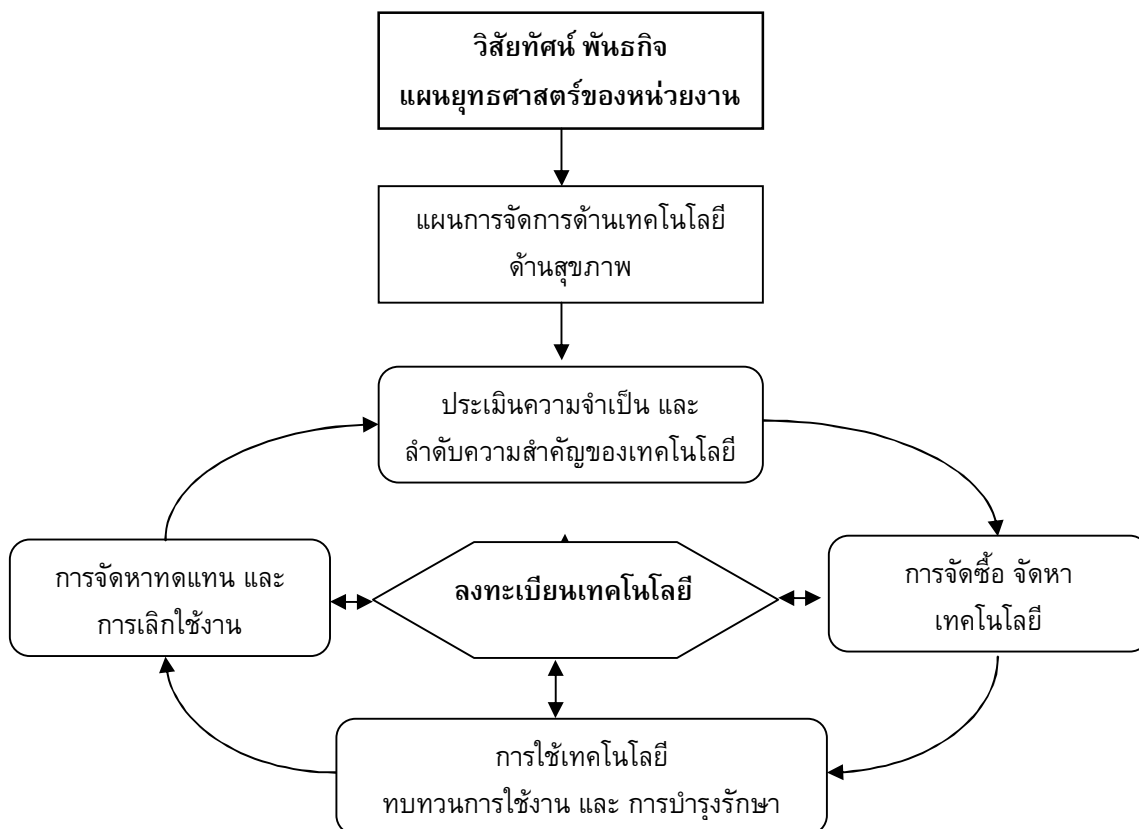 วิสัยทัศน์ พันธกิจ
แผนยุทธศาสตร์ของหน่วยงาน
แผนการจัดการด้านเทคโนโลยี
ด้านสุขภาพ
ประเมินความจำเป็น และ
ลำดับความสำคัญของเทคโนโลยี
การจัดหาทดแทน และ
การเลิกใช้งาน
ลงทะเบียนเทคโนโลยี
การจัดซื้อ จัดหา
เทคโนโลยี
การใช้เทคโนโลยี
ทบทวนการใช้งาน และ การบำรุงรักษา